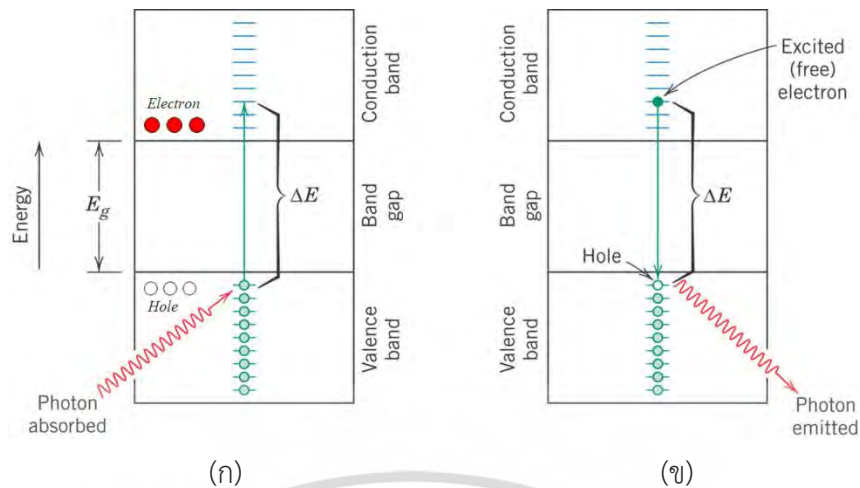 Energy
E_g
Electron
Hole
ΔE
Conduction
band
Band
gap
Valence
band
Photon
absorbed
(ก)
Conduction
band
Band
gap
Valence
band
Excited
(free)
electron
ΔE
Hole
Photon
emitted
(ข)